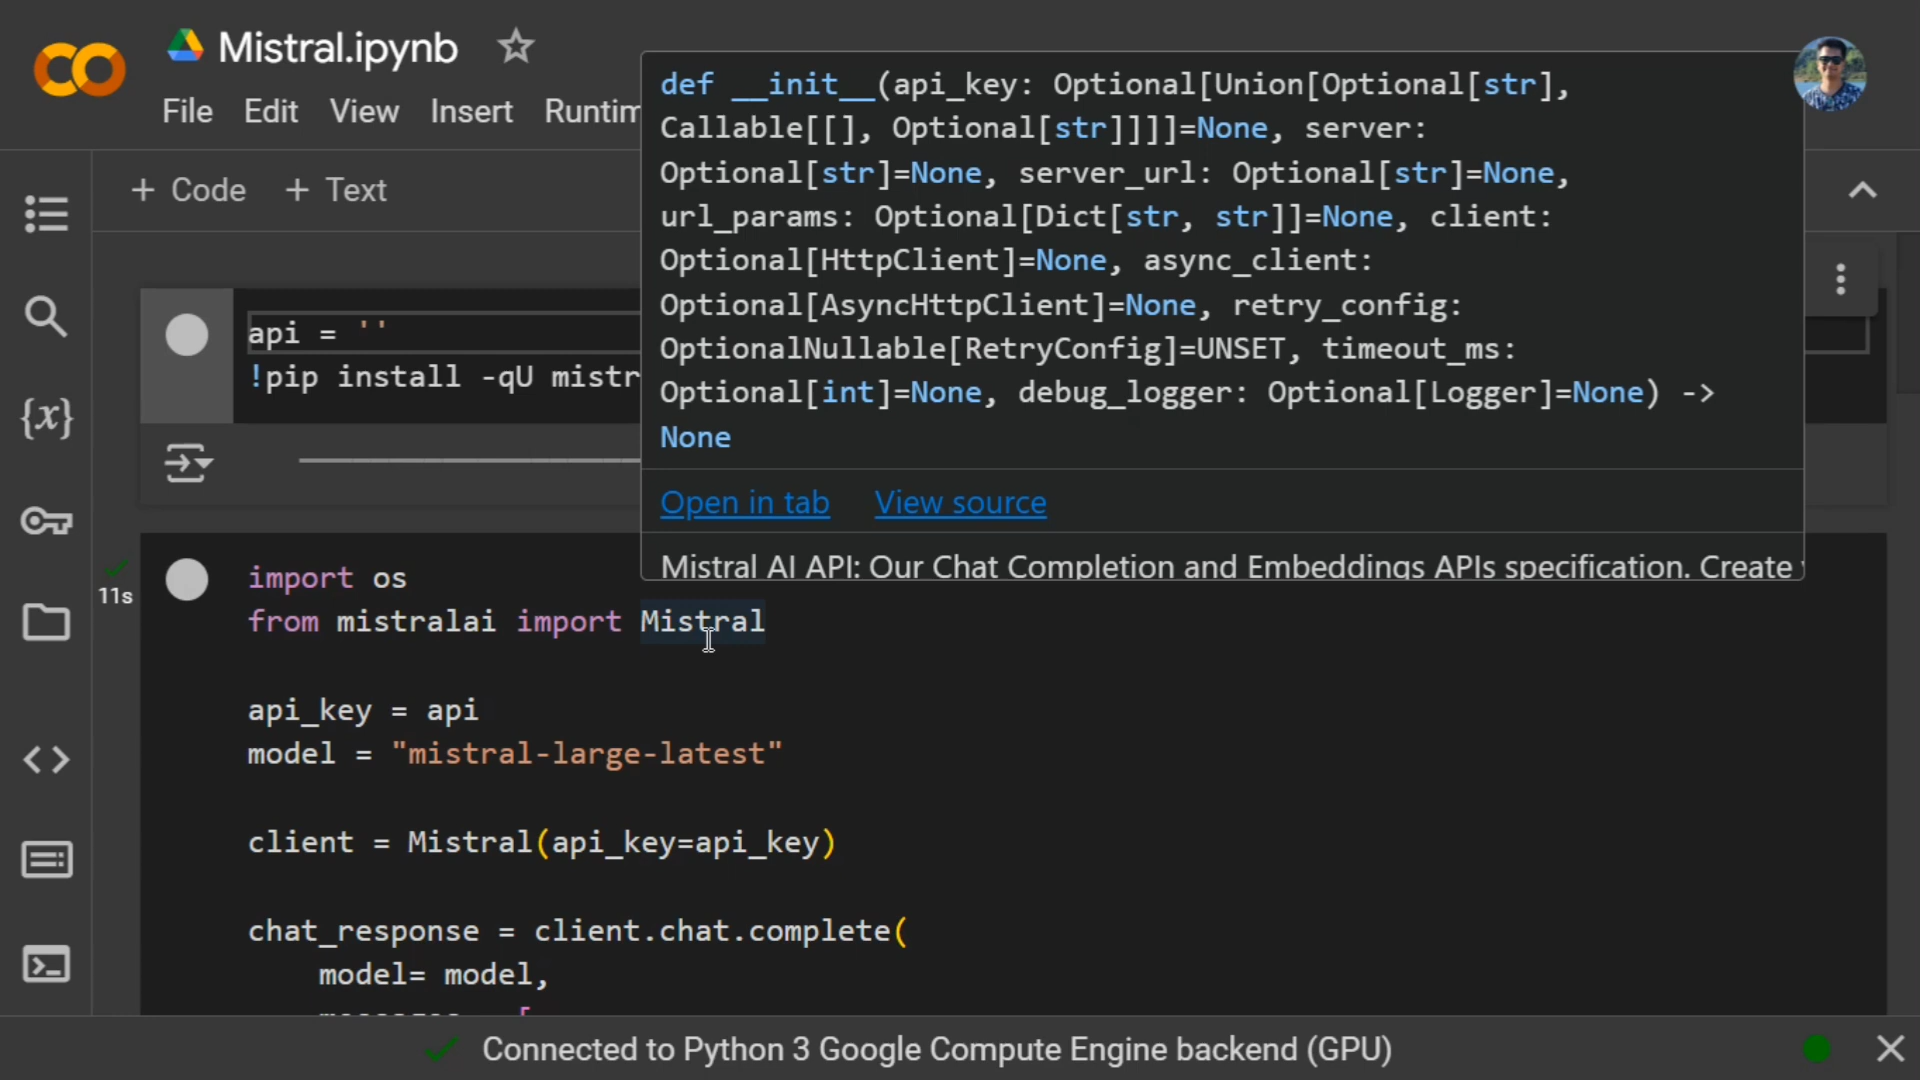 Mistral.ipynb
File Edit View Insert
def __init__(api_key: Optional[Union[Optional[str],
Callable[[], Optional[str]]]]=None, server:
Optional[str]=None, server_url: Optional[str]=None,
url_params: Optional[Dict[str, str]]=None, client:
Optional[HttpClient]=None, async_client:
Optional[AsyncHttpClient]=None, retry_config:
OptionalNullable[RetryConfig]=UNSET, timeout_ms:
Optional[int]=None, debug_logger: Optional[Logger]=None) ->
None
Open in tab View source
Mistral AI API: Our Chat Completion and Embeddings APIs specification. Create
+ Code + Text
{x}
api = ''
!pip install -qU mistr
11s
import os
from mistralai import Mistral
api_key = api
model = "mistral-large-latest"
client = Mistral(api_key=api_key)
chat_response = client.chat.complete(
model= model,
Connected to Python 3 Google Compute Engine backend (GPU)